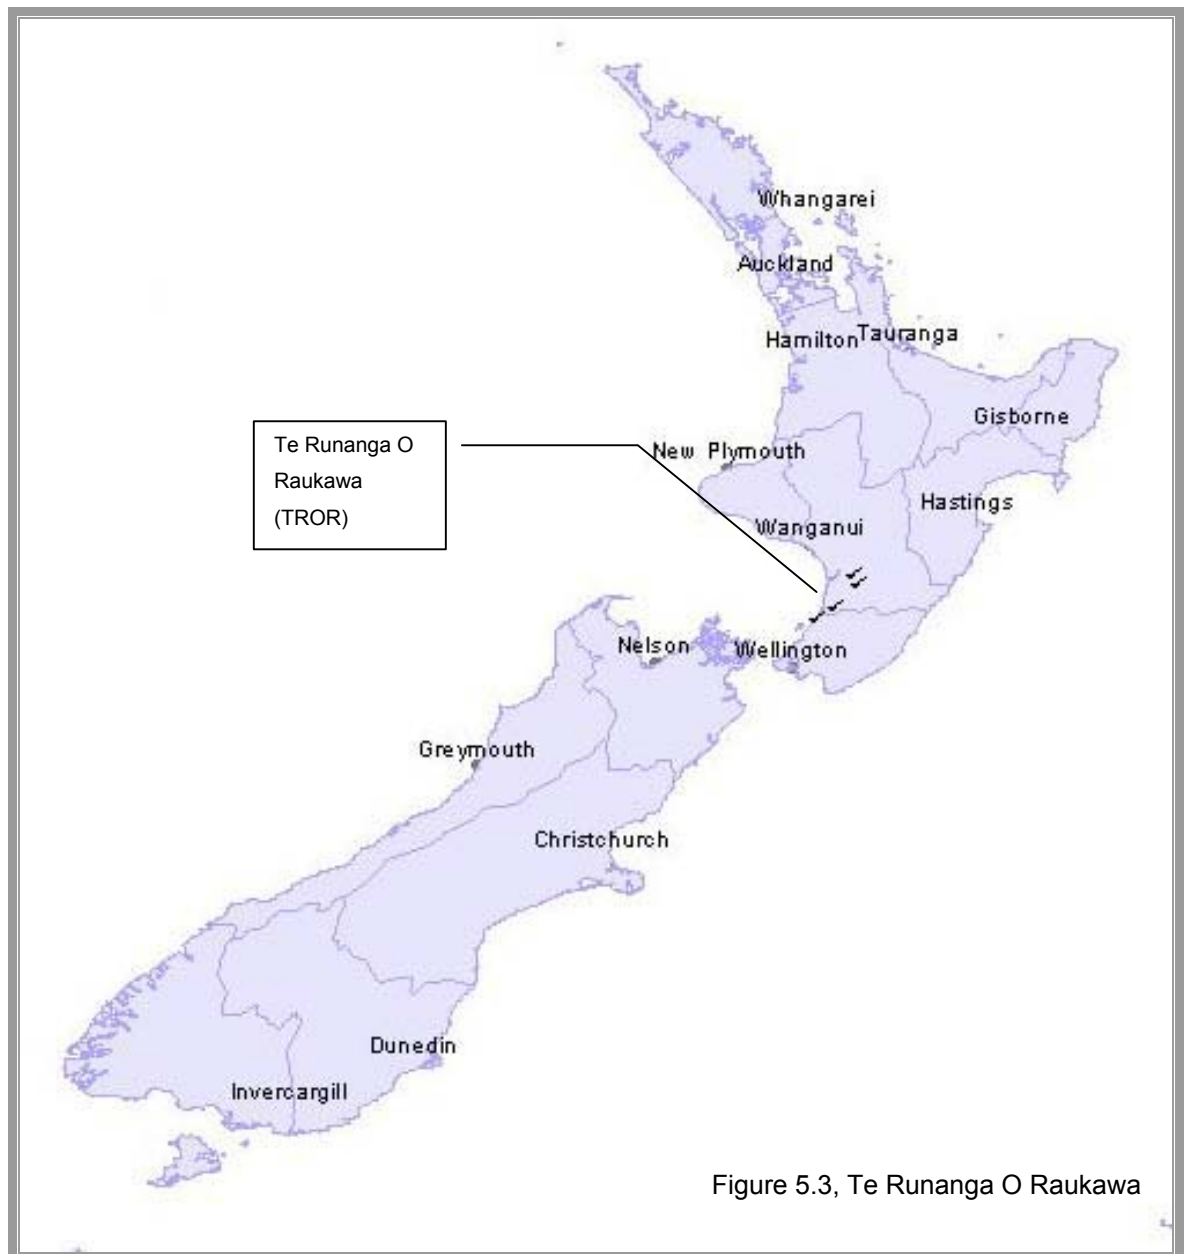 Whangarei
Auckland
Hamilton
Tauranga
Gisborne
Te Runanga O
Raukawa
(TROR)
New Plymouth
Hastings
Wanganui
Nelson
Wellington
Greymouth
Christchurch
Dunedin
Invercargill
Figure 5.3, Te Runanga O Raukawa